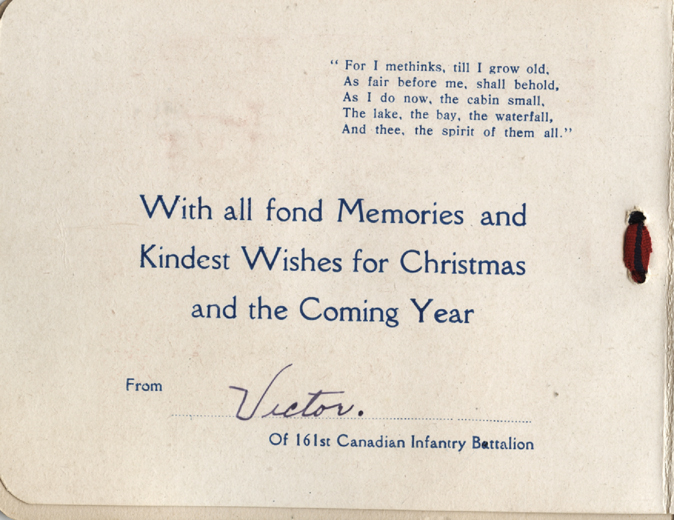 “ For I methinks, till I grow old,
As fair before me, shall behold,
As I do now, the cabin small,
The lake, the bay, the waterfall,
And thee, the spirit of them all.”
With all fond Memories and
Kindest Wishes for Christmas
and the Coming Year
From Victor.
Of 161st Canadian Infantry Battalion